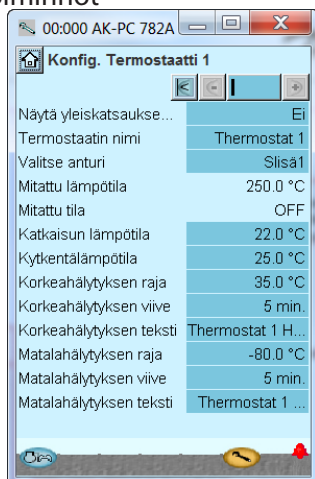 00:000 AK-PC 782A
Konfig. Termostaatti 1
Näytä yleiskatsaukse... Ei
Termostaatin nimi Thermostat 1
Valitse anturi Slisä1
Mitattu lämpötila 250.0 °C
Mitattu tila OFF
Katkaisun lämpötila 22.0 °C
Kytkentälämpötila 25.0 °C
Korkeahälytyksen raja 35.0 °C
Korkeahälytyksen viive 5 min.
Korkeahälytyksen teksti Thermostat 1 H...
Matalahälytyksen raja -80.0 °C
Matalahälytyksen viive 5 min.
Matalahälytyksen teksti Thermostat 1 ...